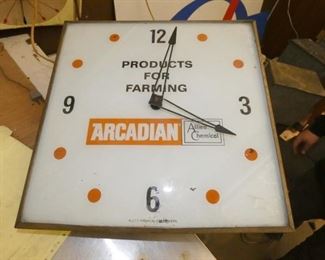 12
PRODUCTS
FOR
FARMING
9
3
ARCADIAN
Allied
Chemical
6